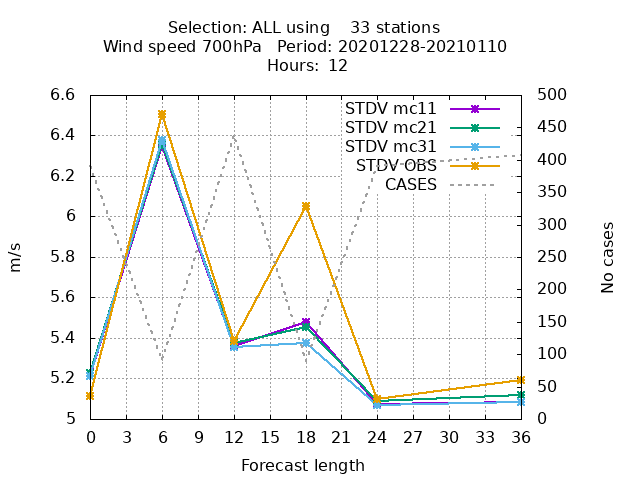 Selection: ALL using    33 stations
Wind speed 700hPa   Period: 20201228-20210110
Hours:  12
m/s
No cases
6.6
6.4
6.2
6
5.8
5.6
5.4
5.2
5
500
450
400
350
300
250
200
150
100
50
0
STDV mc11
STDV mc21
STDV mc31
STDV OBS
CASES
0 3 6 9 12 15 18 21 24 27 30 33 36
Forecast length